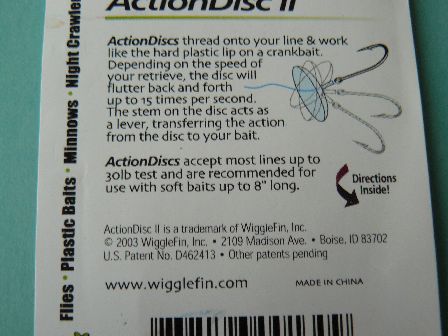 ActionDisc II
ActionDiscs thread onto your line & work
like the hard plastic lip on a crankbait.
Depending on the speed of
your retrieve, the disc will
flutter back and forth
up to 15 times per second.
The stem on the disc acts as
a lever, transferring the action
from the disc to your bait.
ActionDiscs accept most lines up to
30lb test and are recommended for
use with soft baits up to 8" long.
Directions
Inside!
ActionDisc II is a trademark of WiggleFin, Inc.
© 2003 WiggleFin, Inc. • 2109 Madison Ave. • Boise, ID 83702
U.S. Patent No. D462413 • Other patents pending
www.wigglefin.com
MADE IN CHINA
Flies • Plastic Baits • Minnows • Night Crawlers